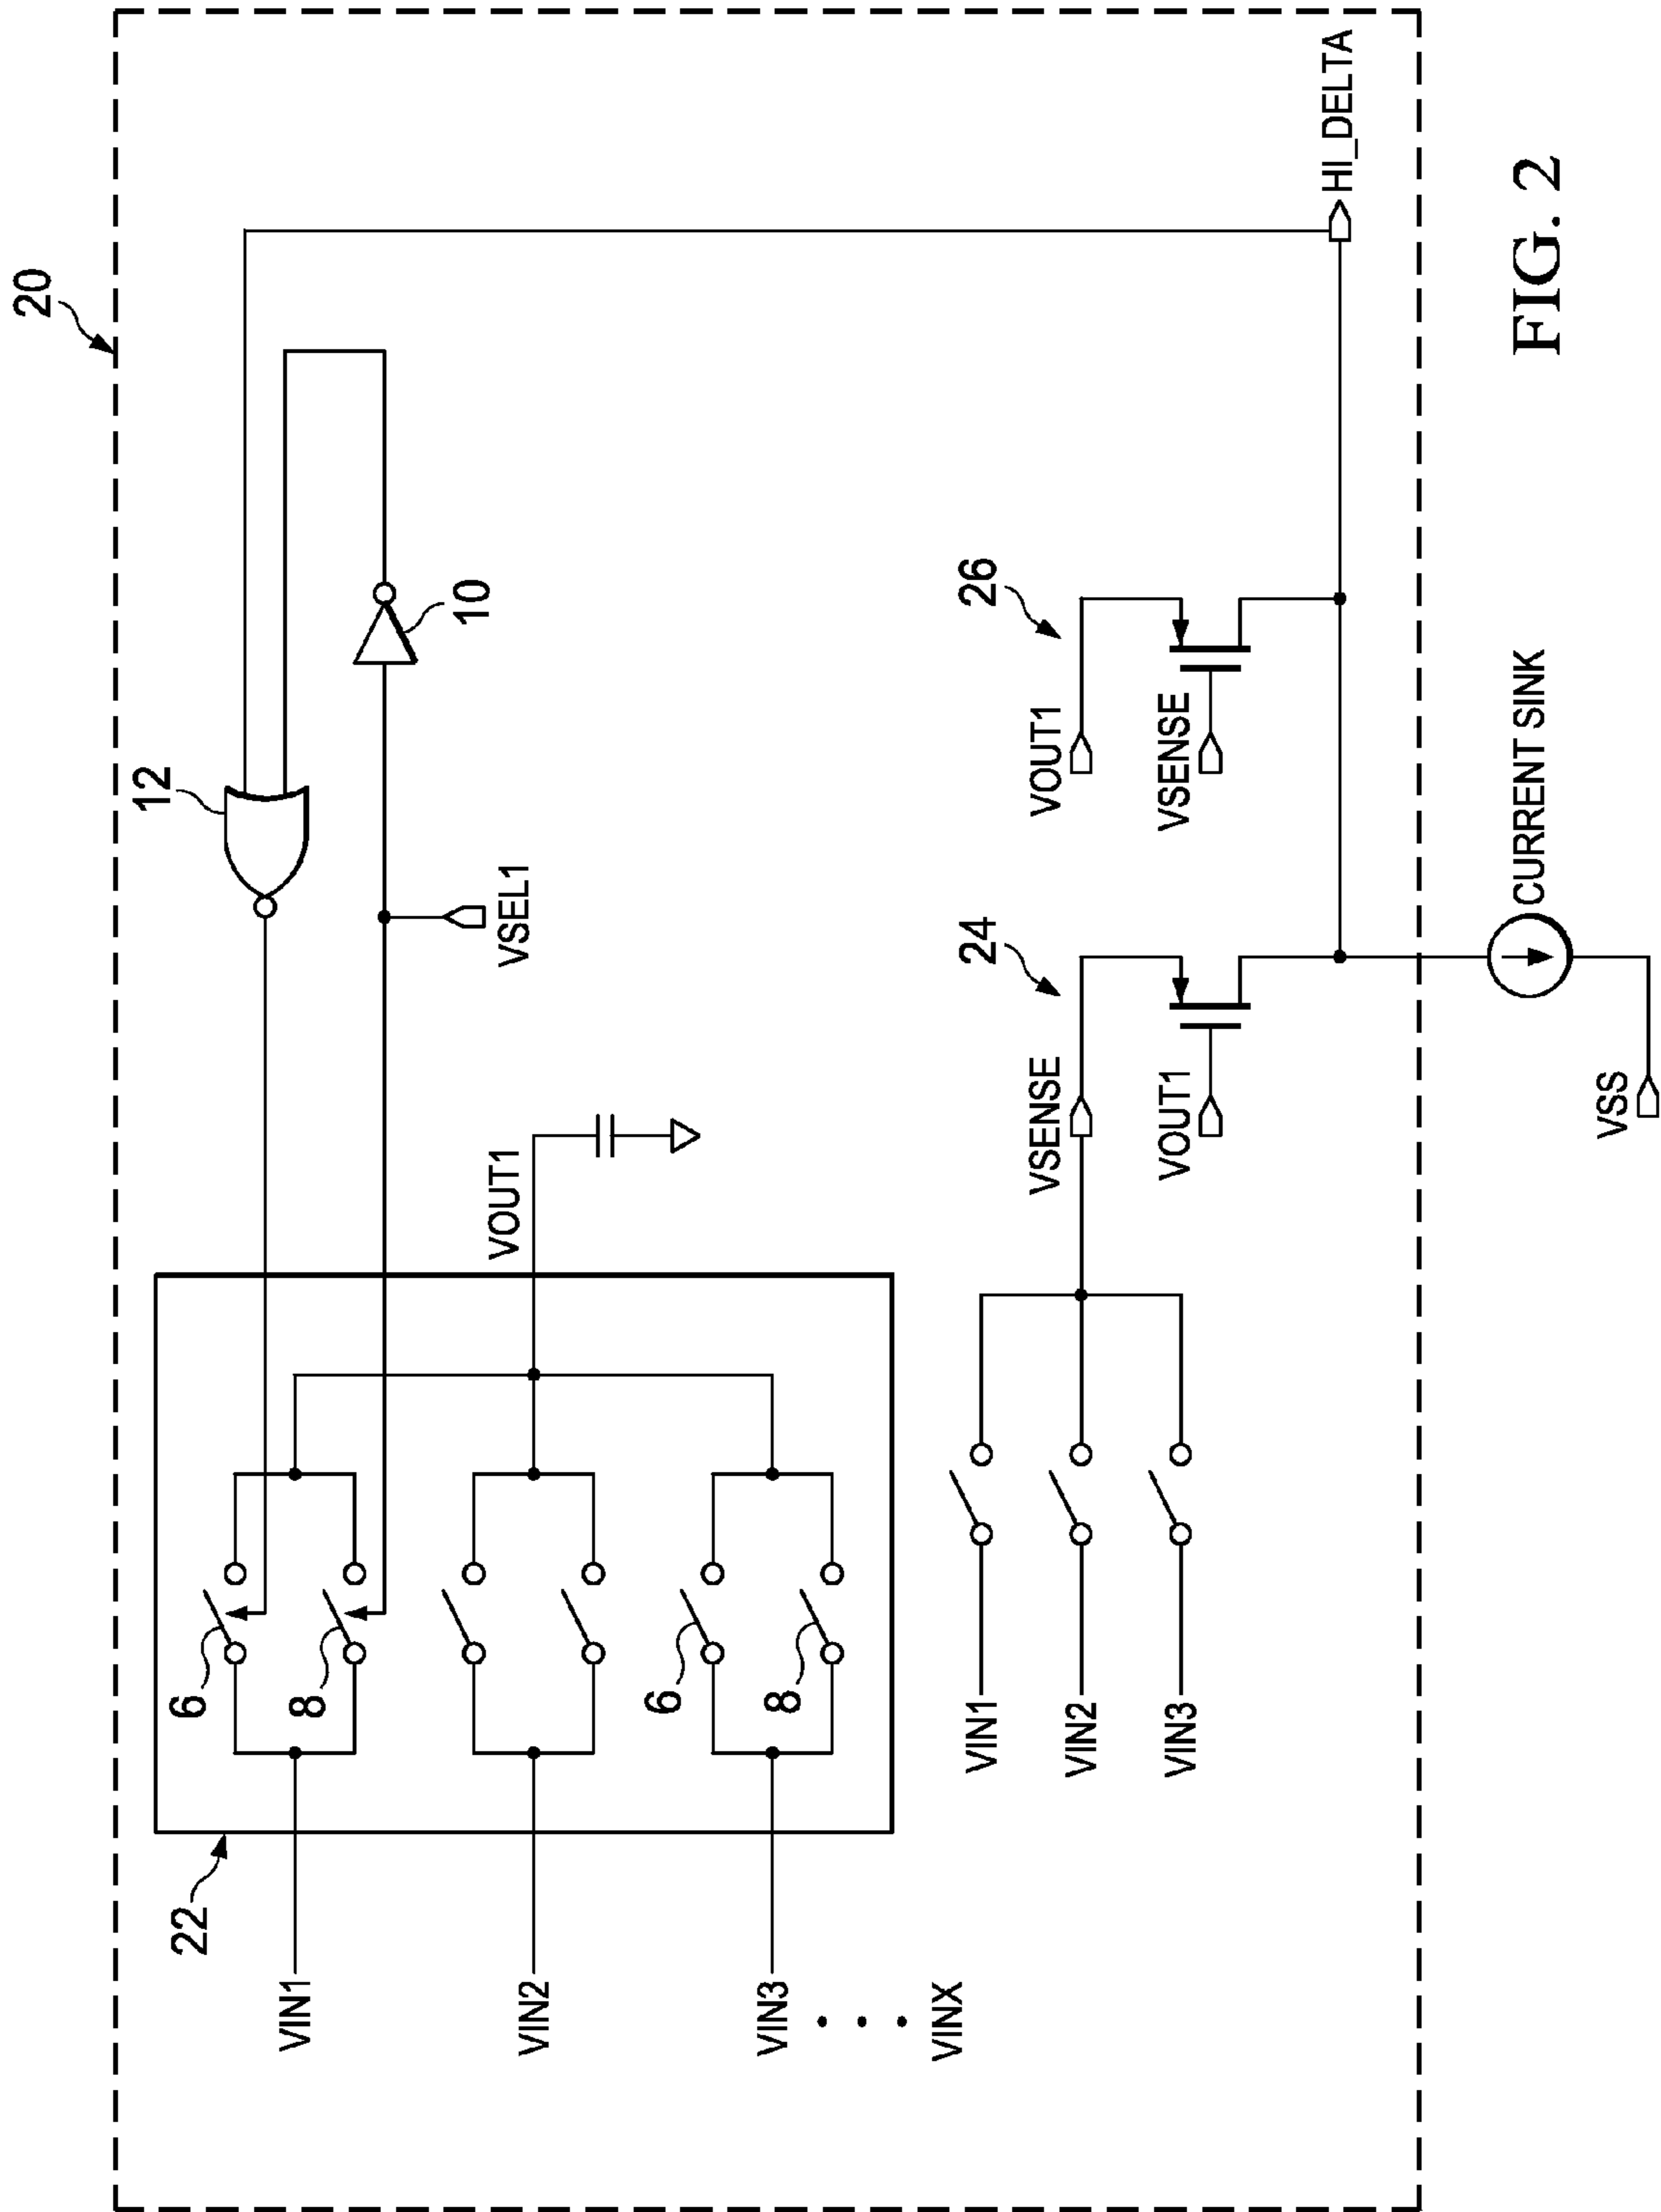 20
12
10
VSEL1
22
6
8
6
8
VIN1
VIN2
VIN3
VINX
VOUT1
VIN1
VIN2
VIN3
VSENSE
VOUT1
24
VOUT1
VSENSE
26
HI_DELTA
CURRENT SINK
VSS
FIG. 2